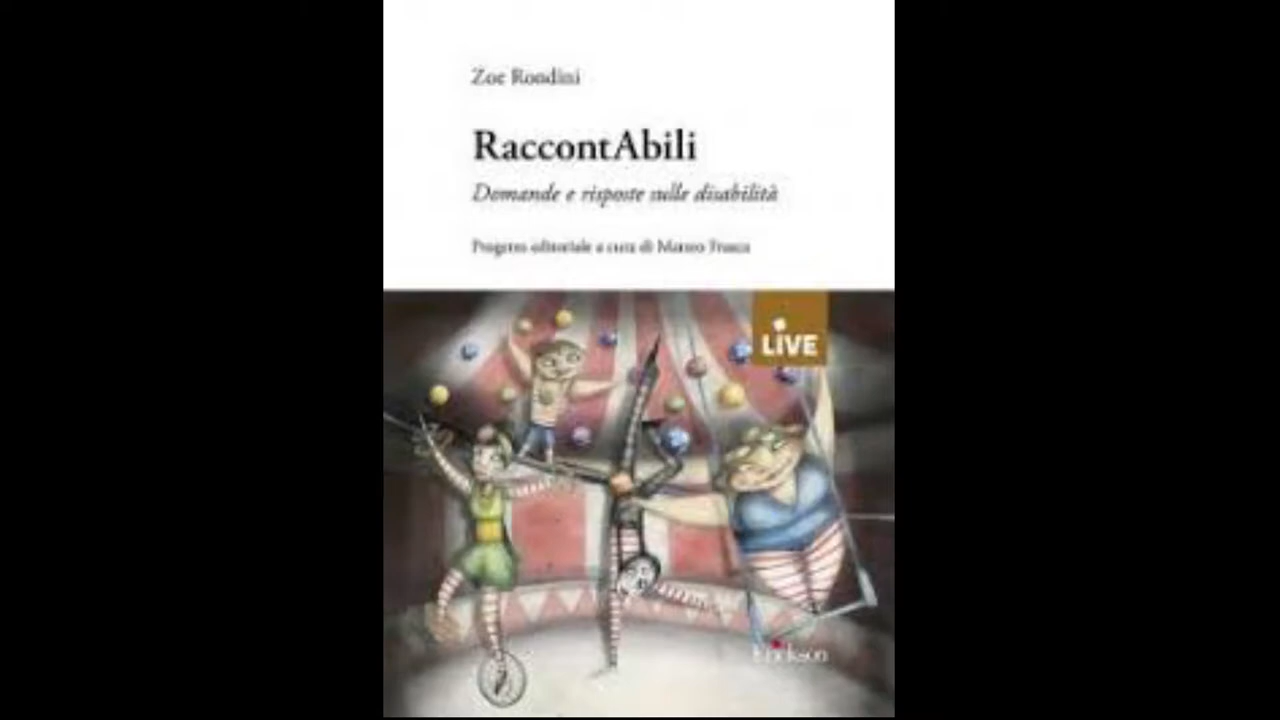 Zoe Rondini
RaccontAbili
Domande e risposte sulle disabilità
Progetto editoriale a cura di Matteo Frasca
LIVE
Erickson